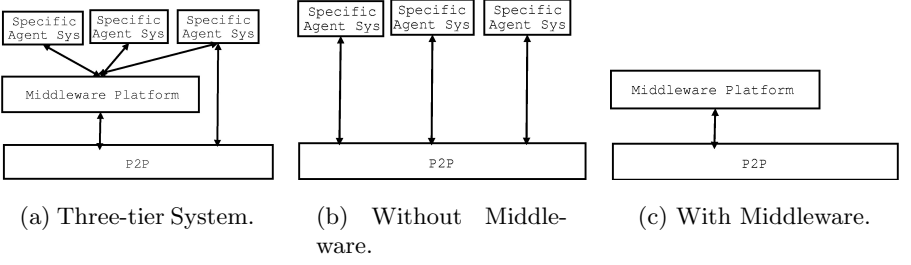 Specific
Agent Sys
Specific
Agent Sys
Specific
Agent Sys
Middleware Platform
P2P
(a) Three-tier System.
Specific
Agent Sys
Specific
Agent Sys
Specific
Agent Sys
P2P
(b) Without Middle-
ware.
Middleware Platform
P2P
(c) With Middleware.